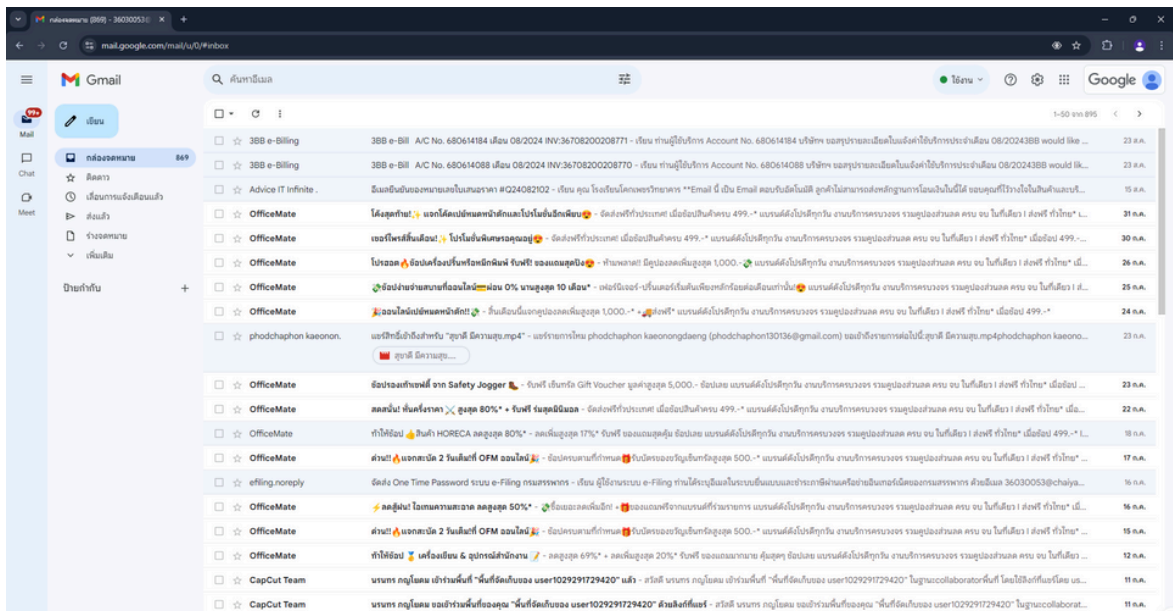 กล่องจดหมาย (869) - 36030053@
mail.google.com/mail/u/0/#inbox
Gmail
ค้นหาอีเมล
ใช้งาน
Google
99+
Mail
Chat
Meet
เขียน
กล่องจดหมาย 869
ติดดาว
เลื่อนการแจ้งเตือนแล้ว
ส่งแล้ว
ร่างจดหมาย
เพิ่มเติม
ป้ายกำกับ
1–50 จาก 895
3BB e-Billing 3BB e-Bill A/C No. 680614184 เดือน 08/2024 INV:36708200208771 - เรียน ท่านผู้ใช้บริการ Account No. 680614184 บริษัทฯ ขอสรุปรายละเอียดใบแจ้งค่าใช้บริการประจำเดือน 08/20243BB would like ... 23 ส.ค.
3BB e-Billing 3BB e-Bill A/C No. 680614088 เดือน 08/2024 INV:36708200208770 - เรียน ท่านผู้ใช้บริการ Account No. 680614088 บริษัทฯ ขอสรุปรายละเอียดใบแจ้งค่าใช้บริการประจำเดือน 08/20243BB would lik... 23 ส.ค.
Advice IT Infinite . อีเมลยืนยันของหมายเลขใบเสนอราคา #Q24082102 - เรียน คุณ โรงเรียนโคกเพชรวิทยาคาร **Email นี้ เป็น Email ตอบรับอัตโนมัติ ลูกค้าไม่สามารถส่งหลักฐานการโอนเงินในนี้ได้ ขอบคุณที่ไว้วางใจในสินค้าและบริ... 15 ส.ค.
OfficeMate โค้งสุดท้าย!✨ แจกโค้ดเปย์หมดหน้าตักและโปรโมชั่นอีกเพียบ😍 - จัดส่งฟรีทั่วประเทศ! เมื่อช้อปสินค้าครบ 499.-* แบรนด์ดังโปรดีทุกวัน งานบริการครบวงจร รวมคูปองส่วนลด ครบ จบ ในที่เดียว I ส่งฟรี ทั่วไทย* เ... 31 ก.ค.
OfficeMate เซอร์ไพรส์สิ้นเดือน!✨ โปรโมชั่นพิเศษรอคุณอยู่😍 - จัดส่งฟรีทั่วประเทศ! เมื่อช้อปสินค้าครบ 499.-* แบรนด์ดังโปรดีทุกวัน งานบริการครบวงจร รวมคูปองส่วนลด ครบ จบ ในที่เดียว I ส่งฟรี ทั่วไทย* เมื่อช้อป 499.-... 30 ก.ค.
OfficeMate โปรฮอต🔥ช้อปเครื่องปริ้นหรือหมึกพิมพ์ รับฟรี! ของแถมสุดปัง😍 - ห้ามพลาด!! มีคูปองลดเพิ่มสูงสุด 1,000.-💸 แบรนด์ดังโปรดีทุกวัน งานบริการครบวงจร รวมคูปองส่วนลด ครบ จบ ในที่เดียว I ส่งฟรี ทั่วไทย* เมื่... 26 ก.ค.
OfficeMate 💸ช้อปง่ายจ่ายสบายที่ออนไลน์💳ผ่อน 0% นานสูงสุด 10 เดือน* - เฟอร์นิเจอร์-ปริ้นเตอร์เริ่มต้นเพียงหลักร้อยต่อเดือนเท่านั้น!😍 แบรนด์ดังโปรดีทุกวัน งานบริการครบวงจร รวมคูปองส่วนลด ครบ จบ ในที่เดียว I ส่... 25 ก.ค.
OfficeMate 🎉ออนไลน์เปย์หมดหน้าตัก!!💸 - สิ้นเดือนนี้แจกคูปองลดเพิ่มสูงสุด 1,000.-* +🚚ส่งฟรี* แบรนด์ดังโปรดีทุกวัน งานบริการครบวงจร รวมคูปองส่วนลด ครบ จบ ในที่เดียว I ส่งฟรี ทั่วไทย* เมื่อช้อป 499.-* 24 ก.ค.
phodchaphon kaeonon. แชร์สิทธิ์เข้าถึงสำหรับ "สุขาดี มีความสุข.mp4" - แชร์รายการไหม phodchaphon kaeonongdaeng (phodchaphon130136@gmail.com) ขอเข้าถึงรายการต่อไปนี้:สุขาดี มีความสุข.mp4phodchaphon kaeono... 23 ก.ค.
สุขาดี มีความสุข....
OfficeMate ช้อปรองเท้าเซฟตี้ จาก Safety Jogger 🥾 - รับฟรี เซ็นทรัล Gift Voucher มูลค่าสูงสุด 5,000.- ช้อปเลย แบรนด์ดังโปรดีทุกวัน งานบริการครบวงจร รวมคูปองส่วนลด ครบ จบ ในที่เดียว I ส่งฟรี ทั่วไทย* เมื่อช้อป ... 23 ก.ค.
OfficeMate สดสนั่น! หั่นครึ่งราคา ⚔️ สูงสุด 80%* + รับฟรี ร่มสุดมินิมอล - จัดส่งฟรีทั่วประเทศ! เมื่อช้อปสินค้าครบ 499.-* แบรนด์ดังโปรดีทุกวัน งานบริการครบวงจร รวมคูปองส่วนลด ครบ จบ ในที่เดียว I ส่งฟรี ทั่วไทย* เมื่อ... 22 ก.ค.
OfficeMate ทำให้ช้อป 👍สินค้า HORECA ลดสูงสุด 80%* - ลดเพิ่มสูงสุด 17%* รับฟรี ของแถมสุดคุ้ม ช้อปเลย แบรนด์ดังโปรดีทุกวัน งานบริการครบวงจร รวมคูปองส่วนลด ครบ จบ ในที่เดียว I ส่งฟรี ทั่วไทย* เมื่อช้อป 499.-* I... 18 ก.ค.
OfficeMate ด่วน!!🔥แจกสะบัด 2 วันเต็ม!ที่ OFM ออนไลน์🎉 - ช้อปครบตามที่กำหนด🎁รับบัตรของขวัญเซ็นทรัลสูงสุด 500.-* แบรนด์ดังโปรดีทุกวัน งานบริการครบวงจร รวมคูปองส่วนลด ครบ จบ ในที่เดียว I ส่งฟรี ทั่วไทย* ... 17 ก.ค.
efiling.noreply จัดส่ง One Time Password ระบบ e-Filing กรมสรรพากร - เรียน ผู้ใช้งานระบบ e-Filing ท่านได้ระบุอีเมลในระบบยื่นแบบและชำระภาษีผ่านเครือข่ายอินเทอร์เน็ตของกรมสรรพากร ด้วยอีเมล 36030053@chaiya... 16 ก.ค.
OfficeMate ⚡ลดสู้ฝน! ไอเทมความสะอาด ลดสูงสุด 50%* - 💸ซื้อเยอะลดเพิ่มอีก! +🎁ของแถมฟรีจากแบรนด์ที่ร่วมรายการ แบรนด์ดังโปรดีทุกวัน งานบริการครบวงจร รวมคูปองส่วนลด ครบ จบ ในที่เดียว I ส่งฟรี ทั่วไทย* เมื่... 16 ก.ค.
OfficeMate ด่วน!!🔥แจกสะบัด 2 วันเต็ม!ที่ OFM ออนไลน์🎉 - ช้อปครบตามที่กำหนด🎁รับบัตรของขวัญเซ็นทรัลสูงสุด 500.-* แบรนด์ดังโปรดีทุกวัน งานบริการครบวงจร รวมคูปองส่วนลด ครบ จบ ในที่เดียว I ส่งฟรี ทั่วไทย* ... 15 ก.ค.
OfficeMate ทำให้ช้อป 🏅 เครื่องเขียน & อุปกรณ์สำนักงาน 📝 - ลดสูงสุด 69%* + ลดเพิ่มสูงสุด 20%* รับฟรี ของแถมมากมาย คุ้มสุดๆ ช้อปเลย แบรนด์ดังโปรดีทุกวัน งานบริการครบวงจร รวมคูปองส่วนลด ครบ จบ ในที่เดียว ... 12 ก.ค.
CapCut Team นรนทร กญโยดม เข้าร่วมพื้นที่ "พื้นที่จัดเก็บของ user1029291729420" แล้ว - สวัสดี นรนทร กญโยดม เข้าร่วมพื้นที่ "พื้นที่จัดเก็บของ user1029291729420" ในฐานะcollaboratorพื้นที่ โดยใช้ลิงก์ที่แชร์โดย us... 11 ก.ค.
CapCut Team นรนทร กญโยดม ขอเข้าร่วมพื้นที่ของคุณ "พื้นที่จัดเก็บของ user1029291729420" ด้วยลิงก์ที่แชร์ - สวัสดี นรนทร กญโยดม ขอเข้าร่วมพื้นที่ของคุณ "พื้นที่จัดเก็บของ user1029291729420" ในฐานะcollaborat... 11 ก.ค.